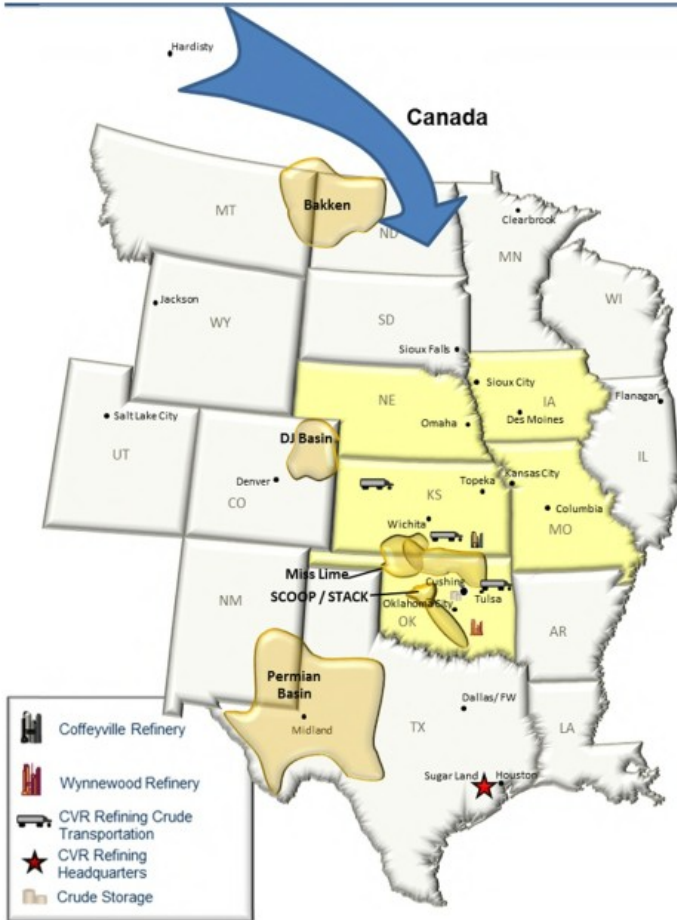 Hardisty
Canada
MT
Bakken
ND
Clearbrook
MN
WI
Jackson
WY
SD
Sioux Falls
Sioux City
NE
IA
Omaha
Des Moines
Flanagan
Salt Lake City
UT
DJ Basin
Denver
CO
KS
Topeka
Kansas City
IL
Wichita
Columbia
MO
Miss Lime
SCOOP / STACK
Cushing
Tulsa
Oklahoma City
OK
NM
AR
Permian
Basin
Midland
Dallas/ FW
TX
LA
Sugar Land
Houston
Coffeyville Refinery
Wynnewood Refinery
CVR Refining Crude
Transportation
CVR Refining
Headquarters
Crude Storage